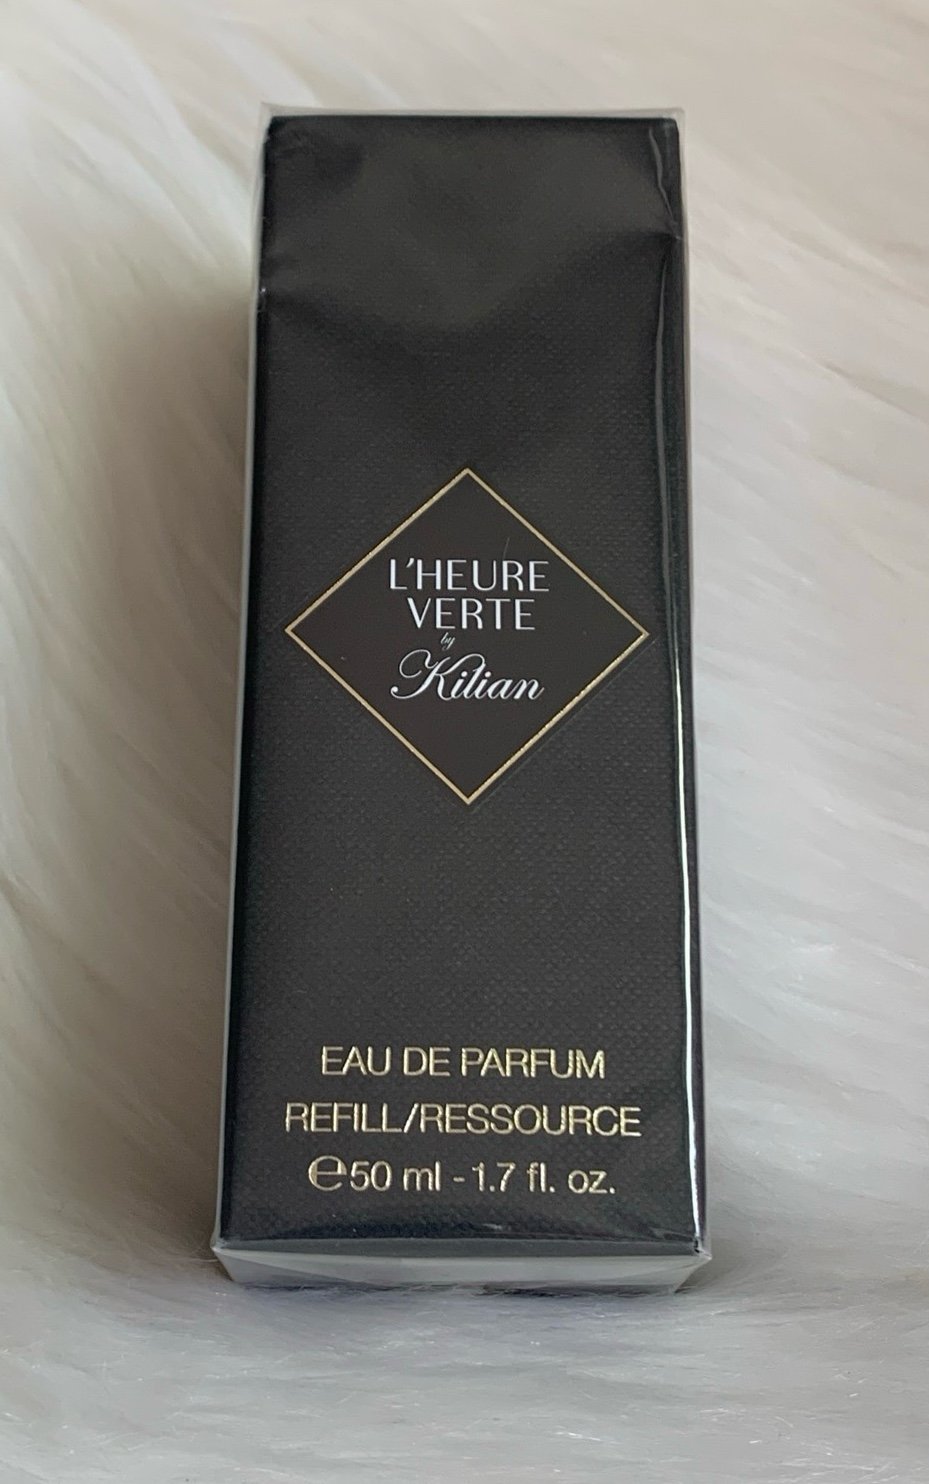 L'HEURE
VERTE
by
Kilian
EAU DE PARFUM
REFILL/RESSOURCE
℮50 ml - 1.7 fl. oz.